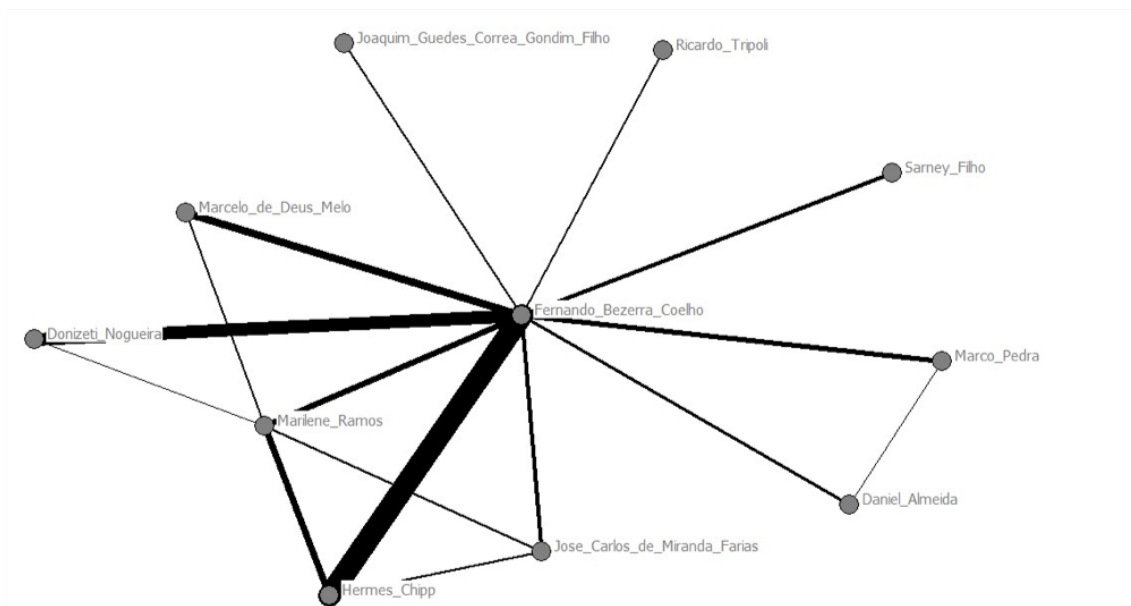 Joaquim_Guedes_Correa_Gondim_Filho
Ricardo_Tripoli
Sarney_Filho
Marcelo_de_Deus_Melo
Fernando_Bezerra_Coelho
Donizeti_Nogueira
Marco_Pedra
Marilene_Ramos
Daniel_Almeida
Jose_Carlos_de_Miranda_Farias
Hermes_Chipp